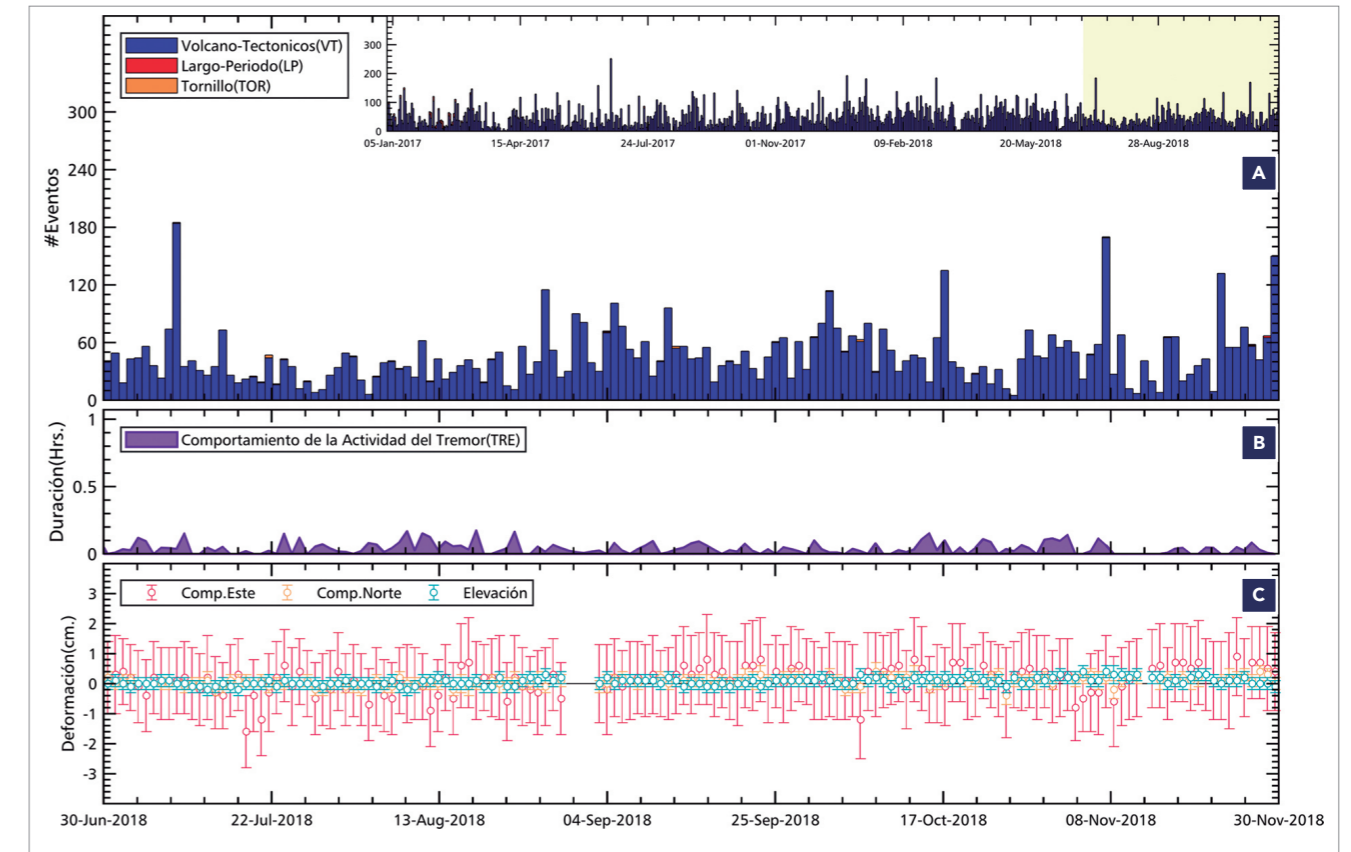 Volcano-Tectonicos(VT)
Largo-Periodo(LP)
Tornillo(TOR)
300
200
100
0
05-Jan-2017 15-Apr-2017 24-Jul-2017 01-Nov-2017 09-Feb-2018 20-May-2018 28-Aug-2018
A
#Eventos
300
240
180
120
60
0
Comportamiento de la Actividad del Tremor(TRE)
B
Duración(Hrs.)
1
0.5
0
Comp.Este Comp.Norte Elevación
C
Deformación(cm.)
3
2
1
0
-1
-2
-3
30-Jun-2018 22-Jul-2018 13-Aug-2018 04-Sep-2018 25-Sep-2018 17-Oct-2018 08-Nov-2018 30-Nov-2018